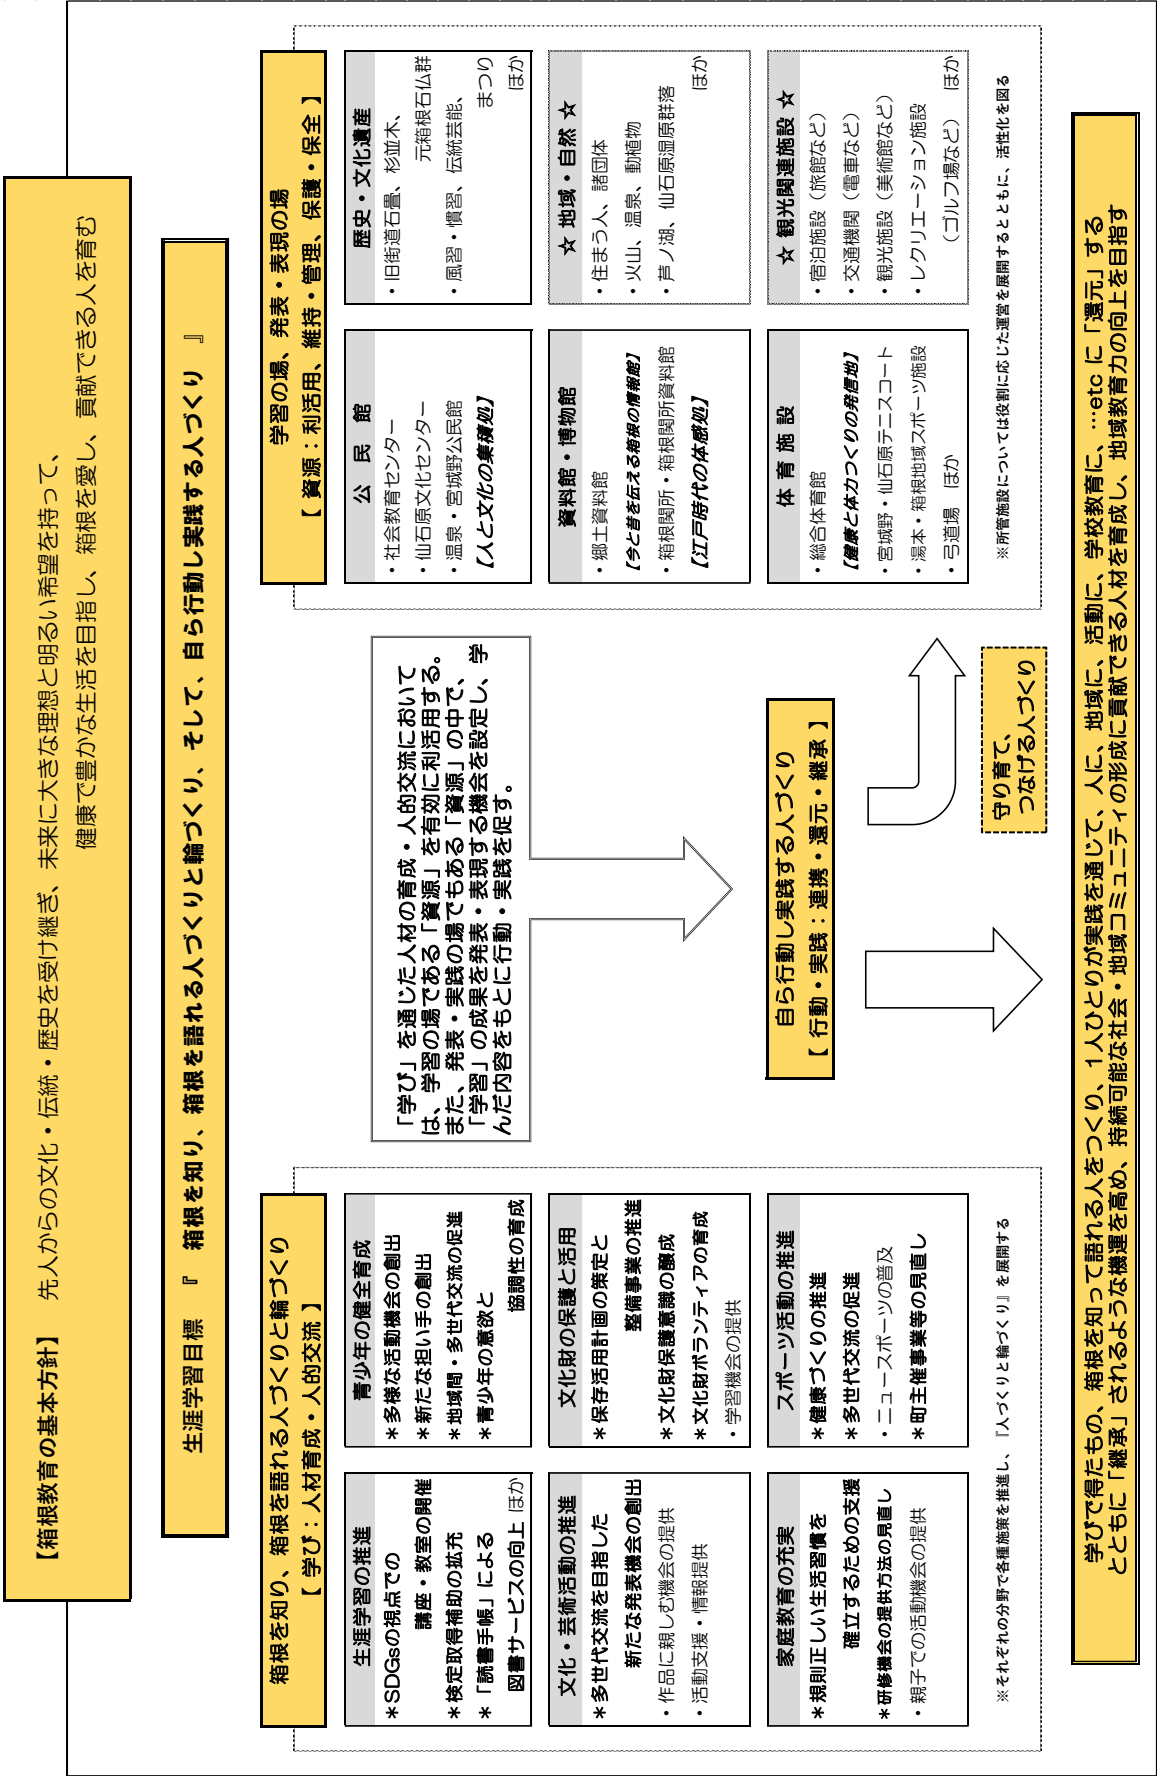 【箱根教育の基本方針】 先人からの文化・伝統・歴史を受け継ぎ、未来に大きな理想と明るい希望を持って、
健康で豊かな生活を目指し、箱根を愛し、貢献できる人を育む
生涯学習目標『 箱根を知り、箱根を語れる人づくりと輪づくり、そして、自ら行動し実践する人づくり 』
箱根を知り、箱根を語れる人づくりと輪づくり
【 学び：人材育成・人的交流 】
生涯学習の推進
＊SDGsの視点での
講座・教室の開催
＊検定取得補助の拡充
＊「読書手帳」による
図書サービスの向上 ほか
青少年の健全育成
＊多様な活動機会の創出
＊新たな担い手の創出
＊地域間・多世代交流の促進
＊青少年の意欲と
協調性の育成
文化・芸術活動の推進
＊多世代交流を目指した
新たな発表機会の創出
・作品に親しむ機会の提供
・活動支援・情報提供
文化財の保護と活用
＊保存活用計画の策定と
整備事業の推進
＊文化財保護意識の醸成
＊文化財ボランティアの育成
・学習機会の提供
家庭教育の充実
＊規則正しい生活習慣を
確立するための支援
＊研修機会の提供方法の見直し
・親子での活動機会の提供
スポーツ活動の推進
＊健康づくりの推進
＊多世代交流の促進
・ニュースポーツの普及
＊町主催事業等の見直し
※それぞれの分野で各種施策を推進し、『人づくりと輪づくり』を展開する
「学び」を通じた人材の育成・人的交流において
は、学習の場である「資源」を有効に利活用する。
また、発表・実践の場でもある「資源」の中で、
「学習」の成果を発表・表現する機会を設定し、学
んだ内容をもとに行動・実践を促す。
自ら行動し実践する人づくり
【 行動・実践：連携・還元・継承 】
守り育て、
つなげる人づくり
学習の場、発表・表現の場
【 資源：利活用、維持・管理、保護・保全 】
公 民 館
・社会教育センター
・仙石原文化センター
・温泉・宮城野公民館
【人と文化の集積処】
歴史・文化遺産
・旧街道石畳、杉並木、
元箱根石仏群
・風習・慣習、伝統芸能、
まつり
ほか
資料館・博物館
・郷土資料館
【今と昔を伝える箱根の情報館】
・箱根関所・箱根関所資料館
【江戸時代の体感処】
☆ 地域・自然 ☆
・住まう人、諸団体
・火山、温泉、動植物
・芦ノ湖、仙石原湿原群落
ほか
体 育 施 設
・総合体育館
【健康と体力つくりの発信地】
・宮城野・仙石原テニスコート
・湯本・箱根地域スポーツ施設
・弓道場 ほか
☆ 観光関連施設 ☆
・宿泊施設（旅館など）
・交通機関（電車など）
・観光施設（美術館など）
・レクリエーション施設
（ゴルフ場など） ほか
※所管施設については役割に応じた運営を展開するとともに、活性化を図る
学びで得たもの、箱根を知って語れる人をつくり、１人ひとりが実践を通じて、人に、地域に、活動に、学校教育に、…etc に「還元」する
とともに「継承」されるような機運を高め、持続可能な社会・地域コミュニティの形成に貢献できる人材を育成し、地域教育力の向上を目指す